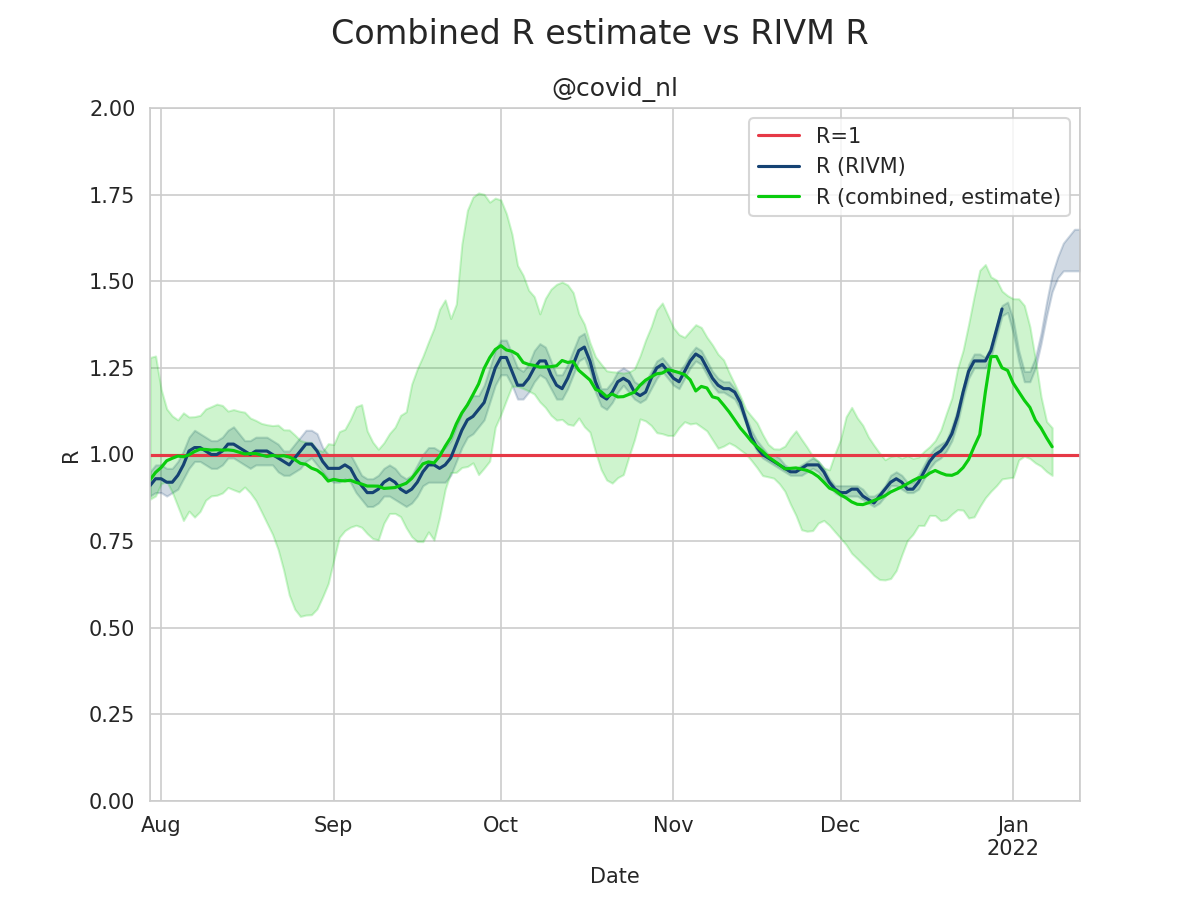 Combined R estimate vs RIVM R
@covid_nl
2.00
1.75
1.50
1.25
1.00
0.75
0.50
0.25
0.00
R
R=1
R (RIVM)
R (combined, estimate)
Aug Sep Oct Nov Dec Jan
2022
Date